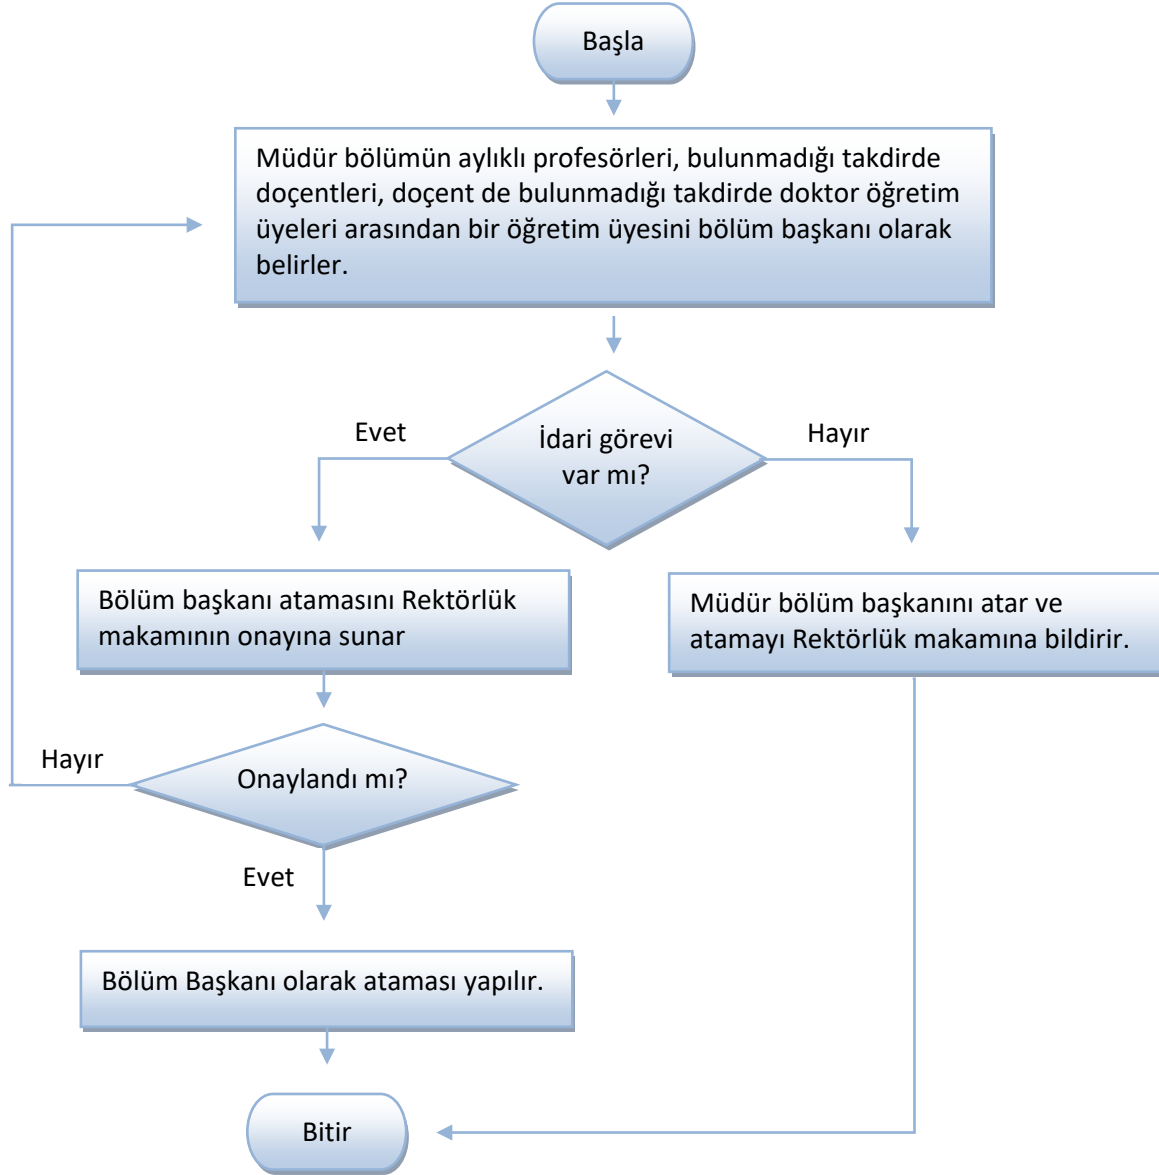 Başla
Müdür bölümün aylıklı profesörleri, bulunmadığı takdirde
doçentleri, doçent de bulunmadığı takdirde doktor öğretim
üyeleri arasından bir öğretim üyesini bölüm başkanı olarak
belirler.
Evet
İdari görevi
var mı?
Hayır
Bölüm başkanı atamasını Rektörlük
makamının onayına sunar
Müdür bölüm başkanını atar ve
atamayı Rektörlük makamına bildirir.
Hayır
Onaylandı mı?
Evet
Bölüm Başkanı olarak ataması yapılır.
Bitir